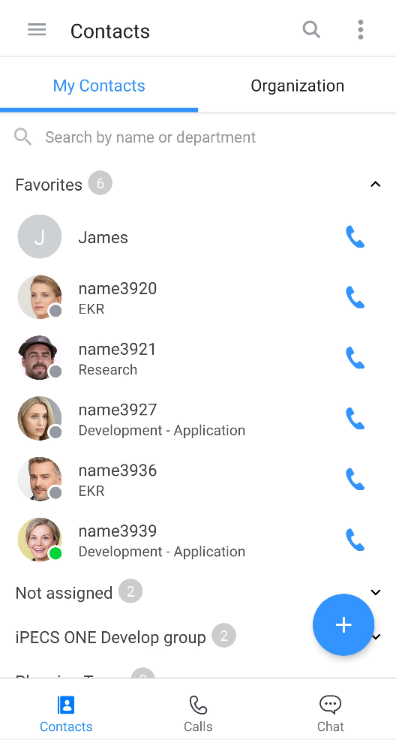 Contacts
My Contacts
Organization
Search by name or department
Favorites 6
J James
name3920
EKR
name3921
Research
name3927
Development - Application
name3936
EKR
name3939
Development - Application
Not assigned 2
iPECS ONE Develop group 2
Contacts
Calls
Chat